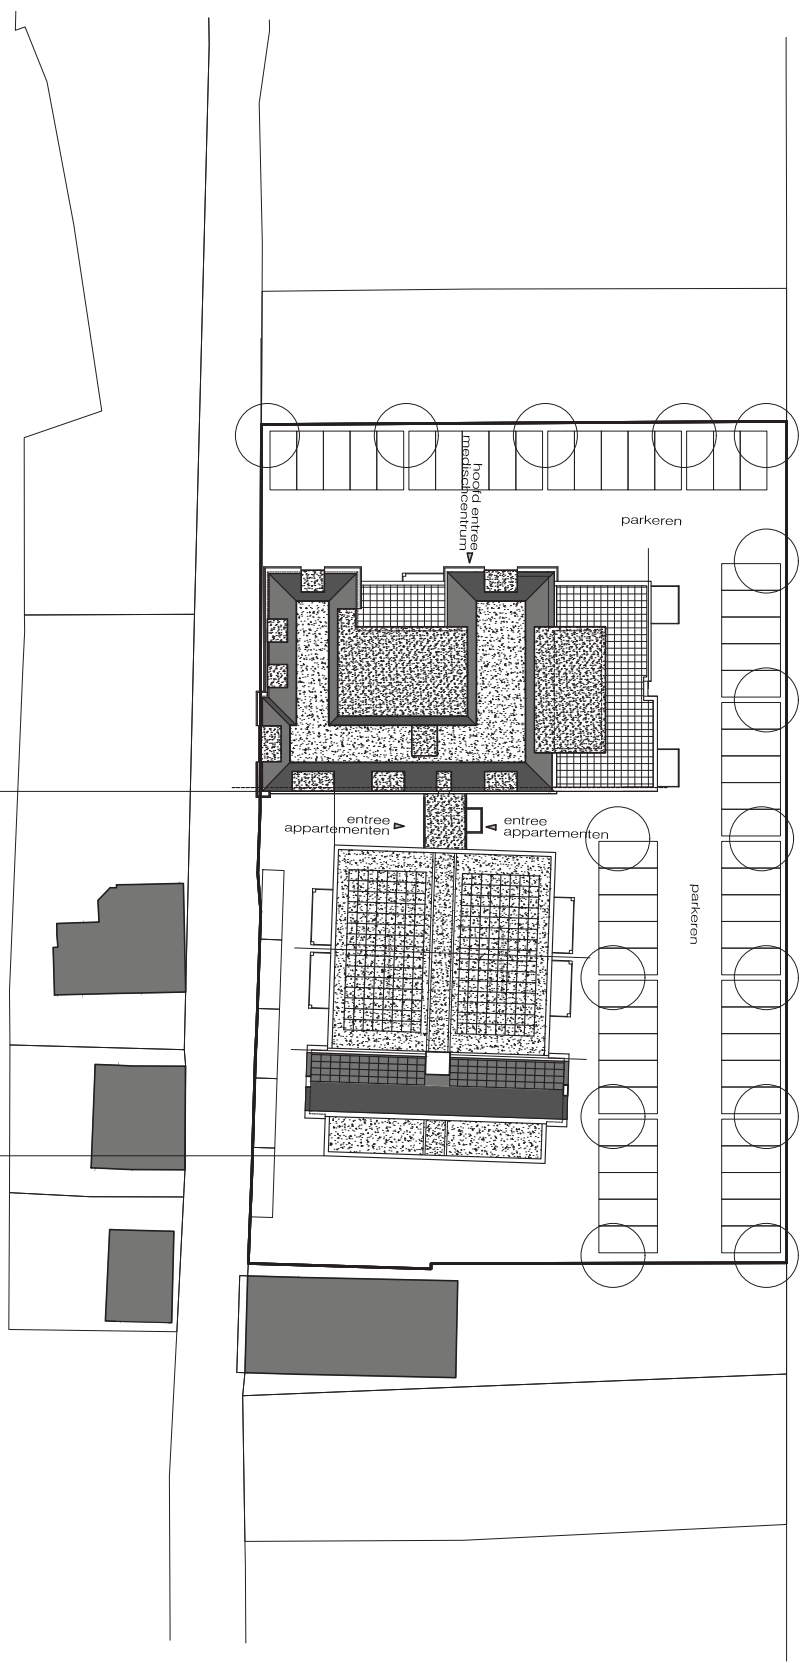 hoofd entree
medischcentrum
parkeren
entree
appartementen
entree
appartementen
parkeren